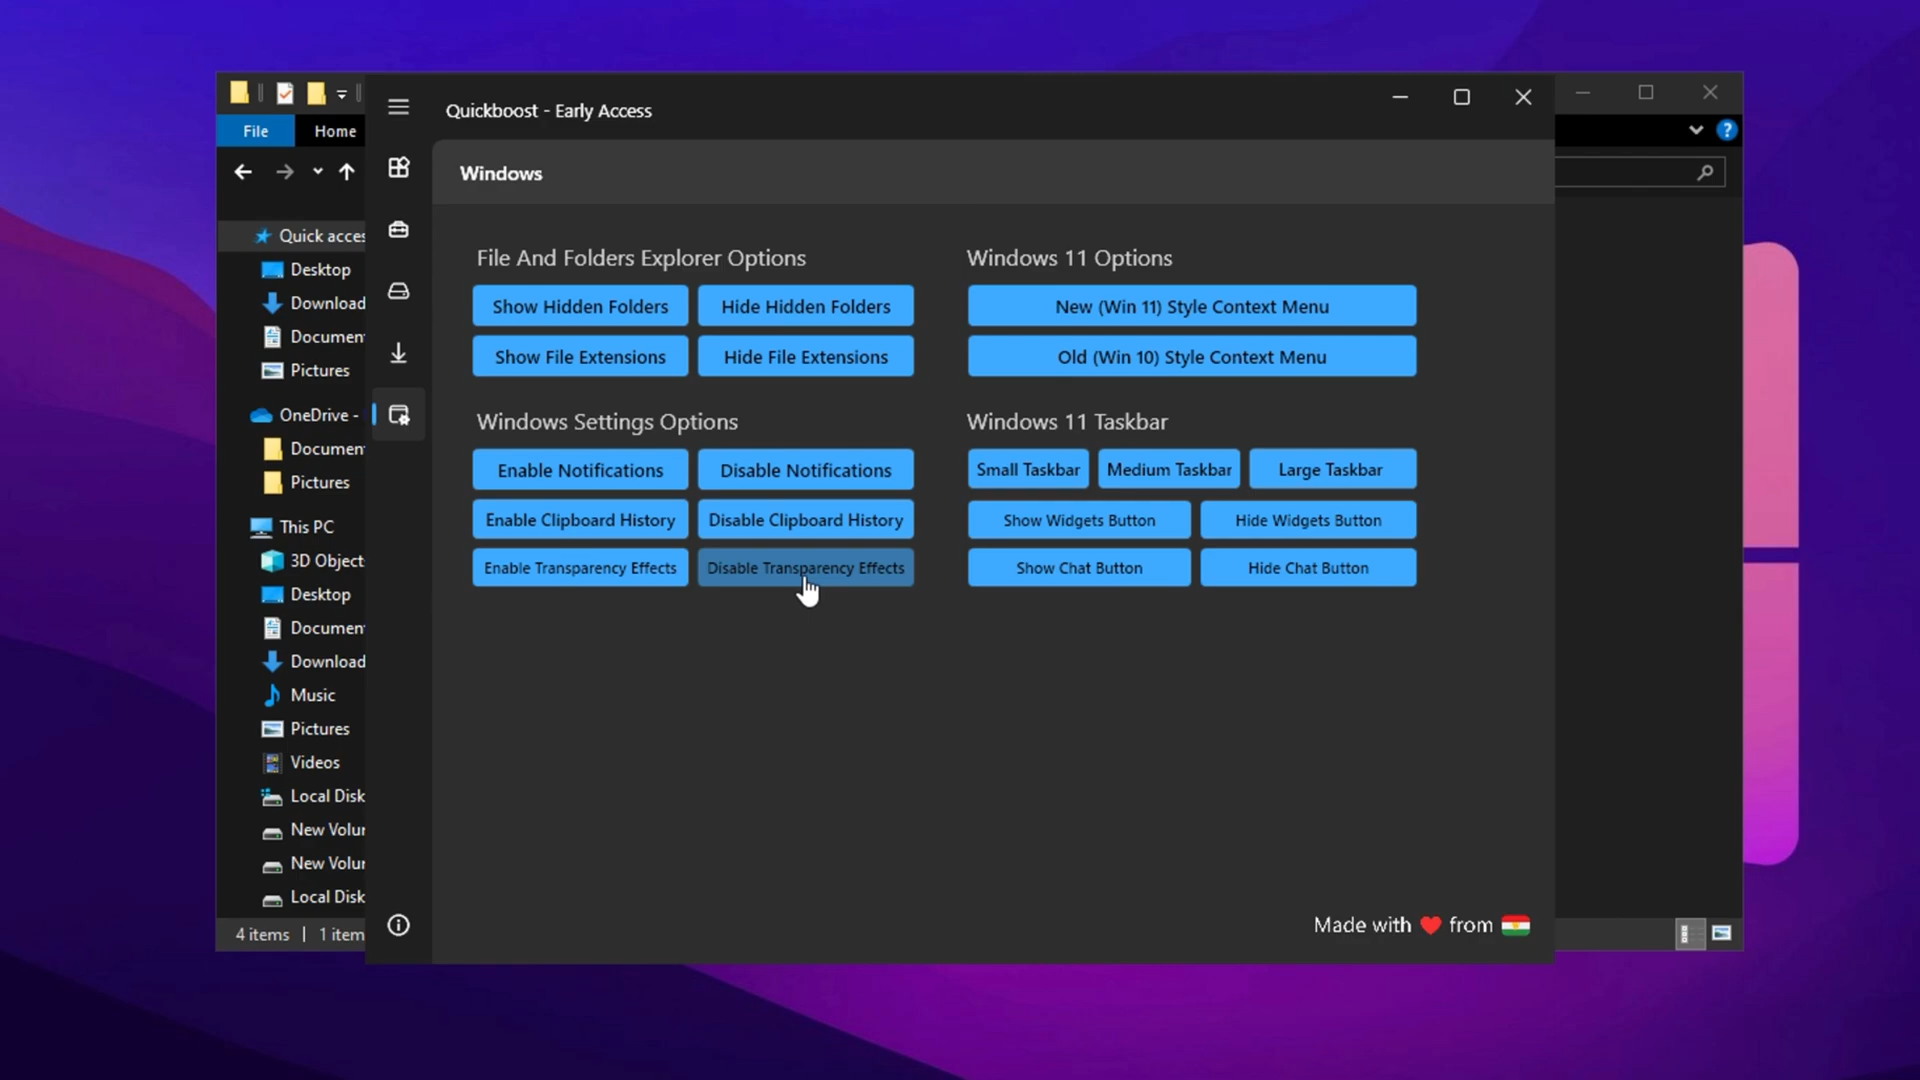 File
Home
Quick acces
Desktop
Download
Documen
Pictures
OneDrive -
Documen
Pictures
This PC
3D Object
Desktop
Documen
Download
Music
Pictures
Videos
Local Disk
New Volu
New Volu
Local Disk
4 items
1 item
Quickboost - Early Access
Windows
File And Folders Explorer Options
Show Hidden Folders
Hide Hidden Folders
Show File Extensions
Hide File Extensions
Windows Settings Options
Enable Notifications
Disable Notifications
Enable Clipboard History
Disable Clipboard History
Enable Transparency Effects
Disable Transparency Effects
Windows 11 Options
New (Win 11) Style Context Menu
Old (Win 10) Style Context Menu
Windows 11 Taskbar
Small Taskbar
Medium Taskbar
Large Taskbar
Show Widgets Button
Hide Widgets Button
Show Chat Button
Hide Chat Button
Made with ❤ from
?